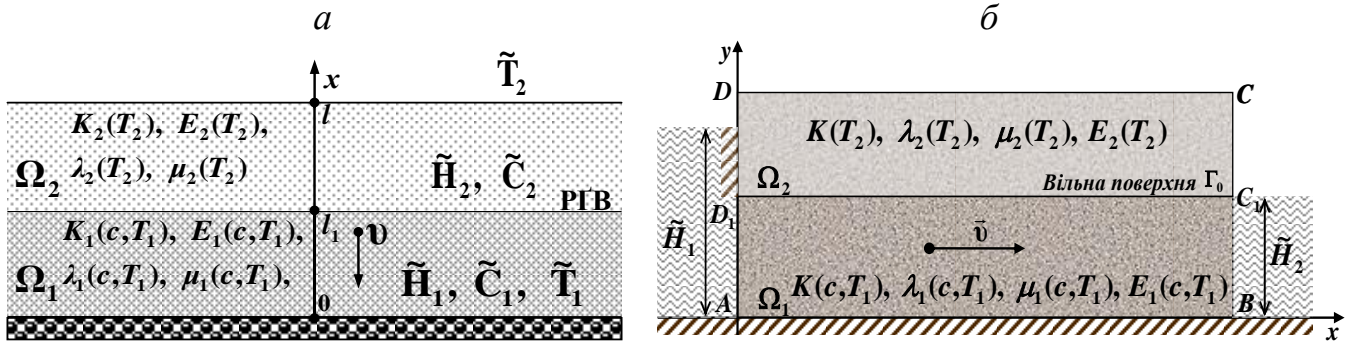 а
x
T̃₂
l
K₂(T₂), E₂(T₂),
Ω₂ λ₂(T₂), μ₂(T₂)
H̃₂, C̃₂
РҐВ
K₁(c,T₁), E₁(c,T₁),
l₁
υ
Ω₁ λ₁(c,T₁), μ₁(c,T₁),
H̃₁, C̃₁, T̃₁
0
б
y
D
C
K(T₂), λ₂(T₂), μ₂(T₂), E₂(T₂)
Ω₂
Вільна поверхня Γ₀
D₁
C₁
H̃₁
υ⃗
H̃₂
Ω₁ K(c,T₁), λ₁(c,T₁), μ₁(c,T₁), E₁(c,T₁)
A
B
x